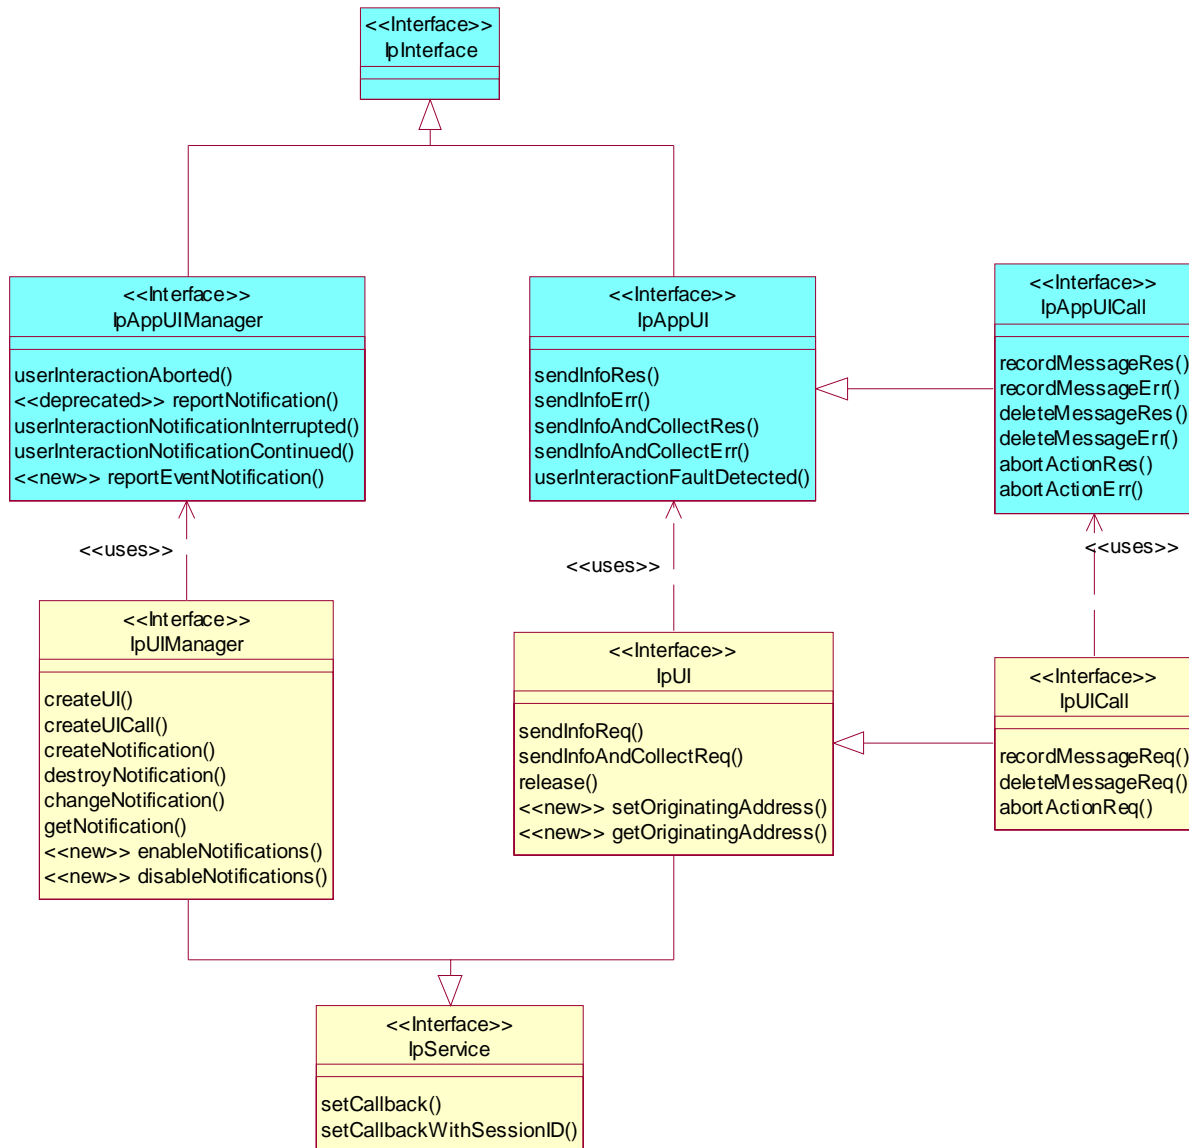 <<Interface>>
IpInterface
<<Interface>>
IpAppUIManager
userInteractionAborted()
<<deprecated>> reportNotification()
userInteractionNotificationInterrupted()
userInteractionNotificationContinued()
<<new>> reportEventNotification()
<<Interface>>
IpAppUI
sendInfoRes()
sendInfoErr()
sendInfoAndCollectRes()
sendInfoAndCollectErr()
userInteractionFaultDetected()
<<Interface>>
IpAppUICall
recordMessageRes()
recordMessageErr()
deleteMessageRes()
deleteMessageErr()
abortActionRes()
abortActionErr()
<<uses>>
<<uses>>
<<uses>>
<<Interface>>
IpUIManager
createUI()
createUICall()
createNotification()
destroyNotification()
changeNotification()
getNotification()
<<new>> enableNotifications()
<<new>> disableNotifications()
<<Interface>>
IpUI
sendInfoReq()
sendInfoAndCollectReq()
release()
<<new>> setOriginatingAddress()
<<new>> getOriginatingAddress()
<<Interface>>
IpUICall
recordMessageReq()
deleteMessageReq()
abortActionReq()
<<Interface>>
IpService
setCallback()
setCallbackWithSessionID()